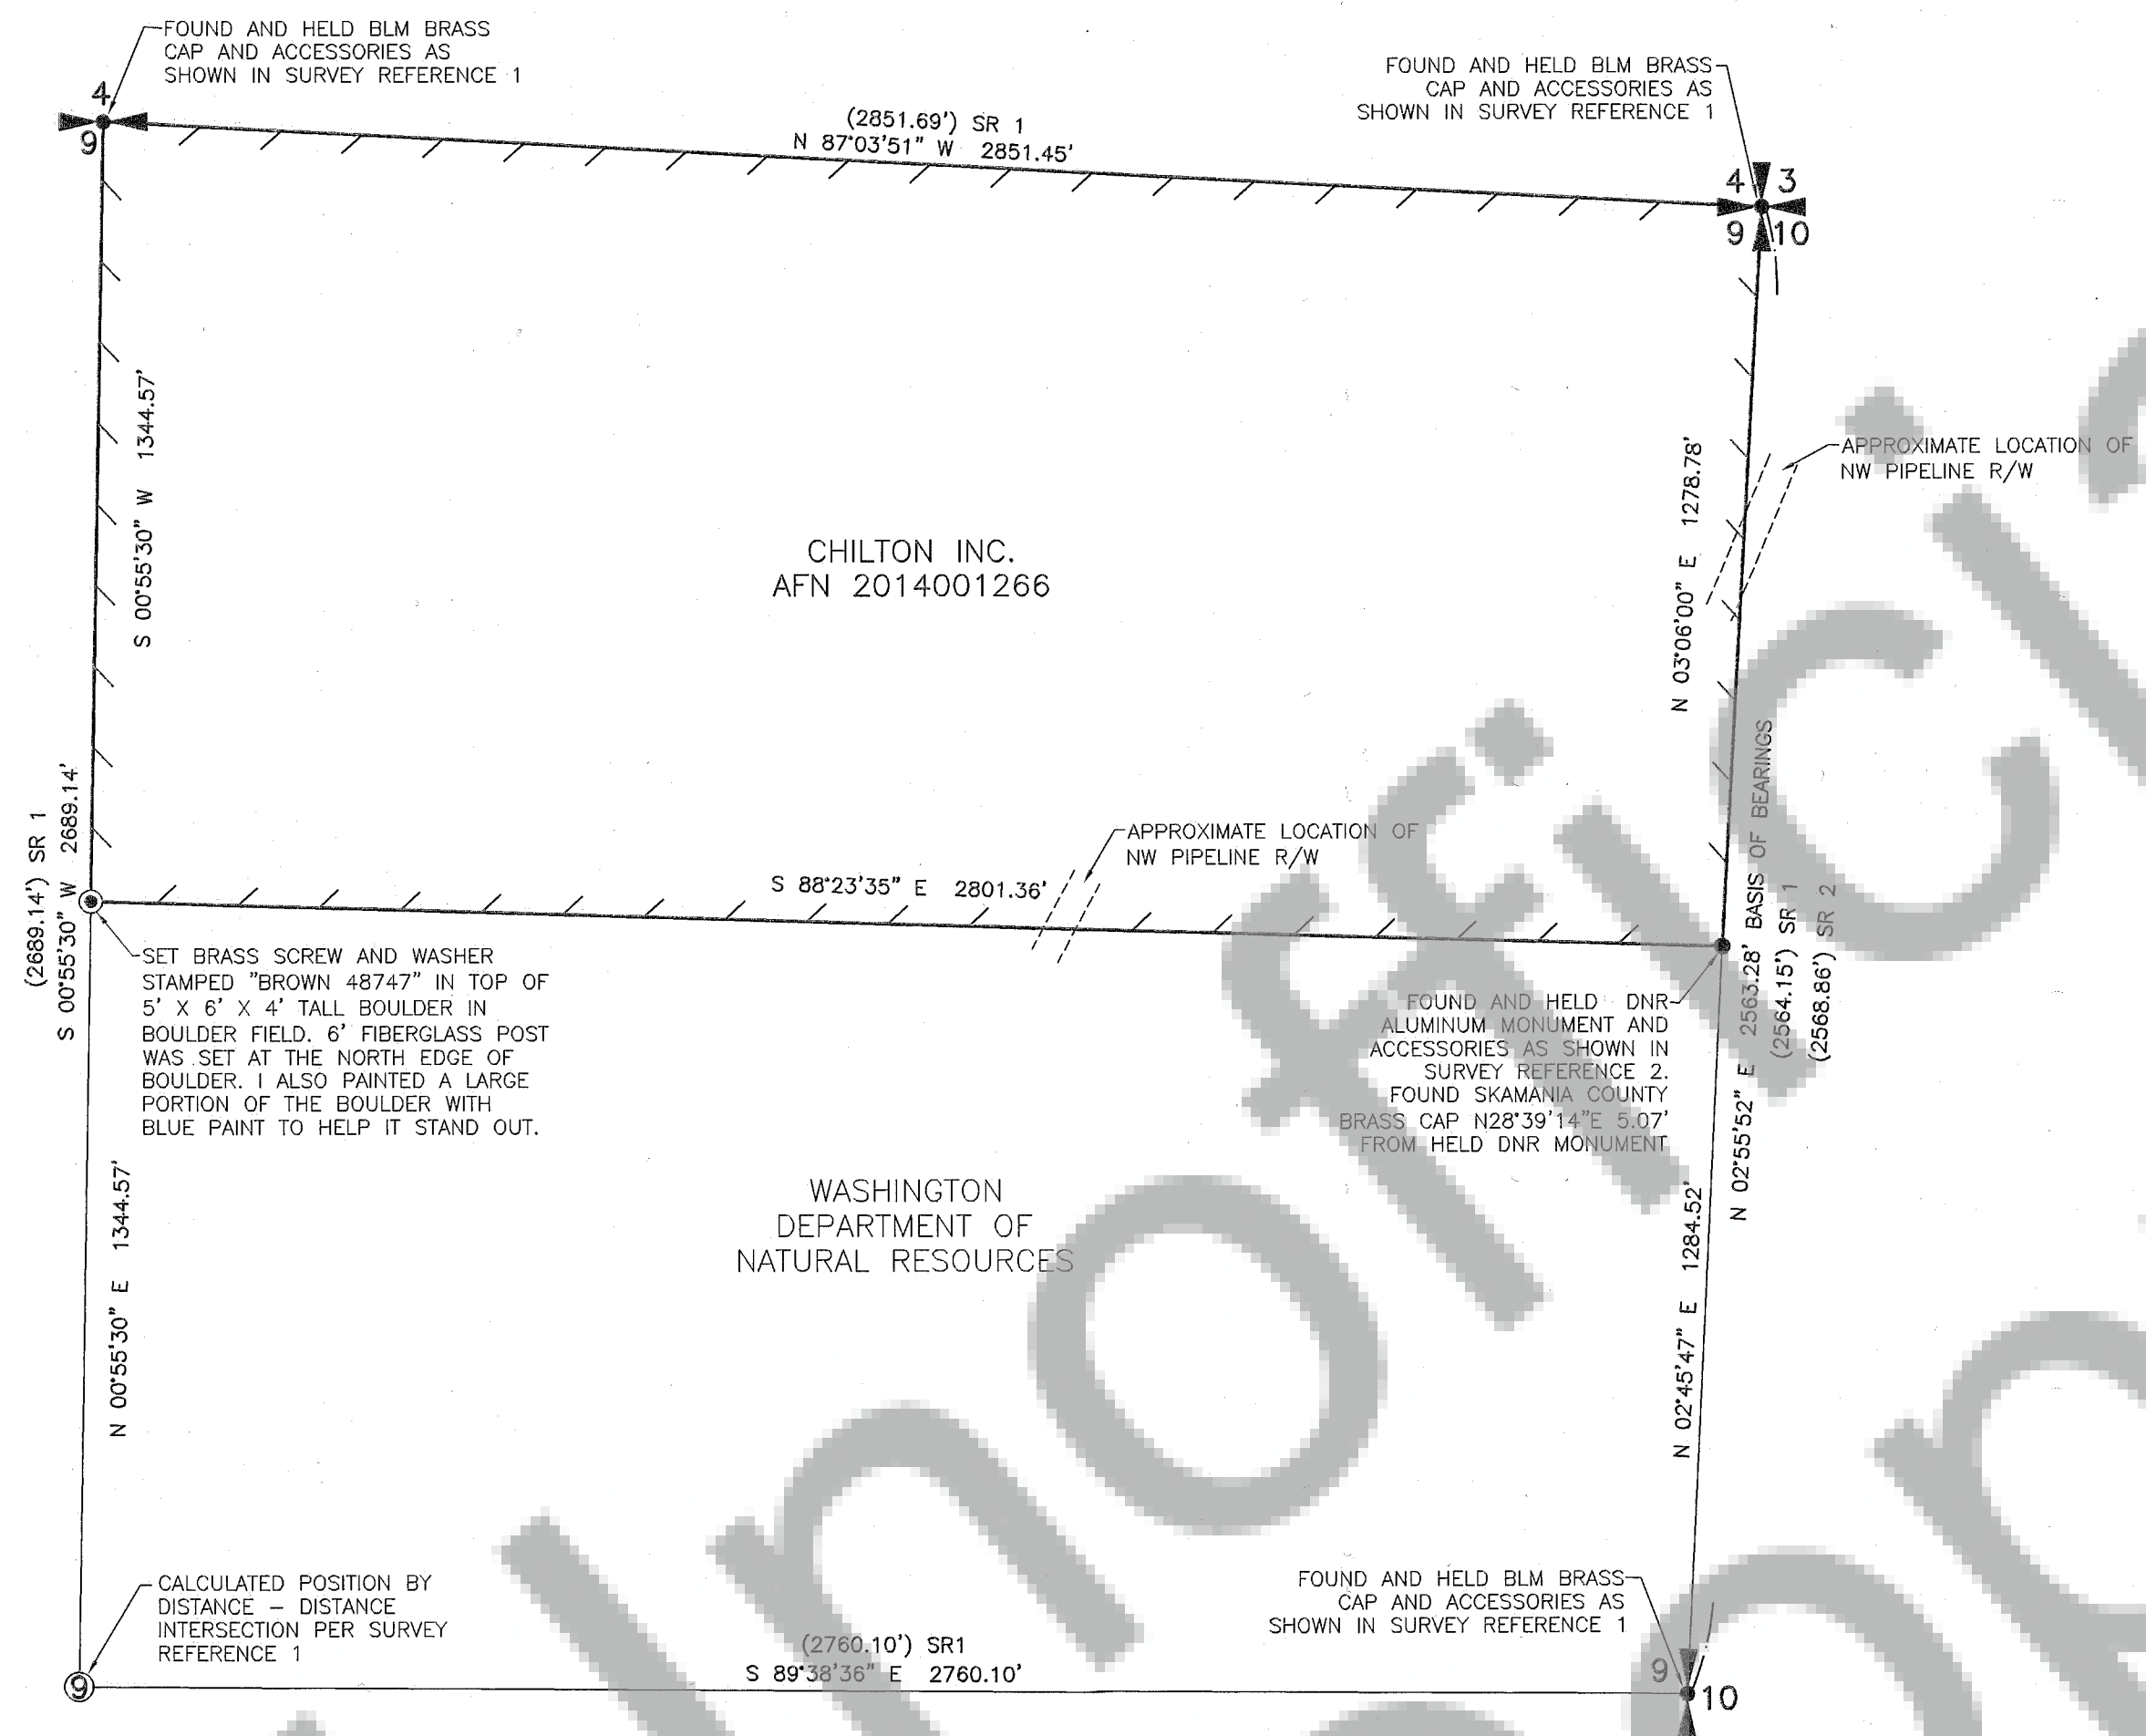 FOUND AND HELD BLM BRASS
CAP AND ACCESSORIES AS
SHOWN IN SURVEY REFERENCE 1
4
9
(2851.69') SR 1
N 87°03'51" W 2851.45'
FOUND AND HELD BLM BRASS
CAP AND ACCESSORIES AS
SHOWN IN SURVEY REFERENCE 1
4 3
9 10
S 00°55'30" W 1344.57'
CHILTON INC.
AFN 2014001266
N 03°06'00" E 1278.78'
APPROXIMATE LOCATION OF
NW PIPELINE R/W
(2689.14') SR 1
S 00°55'30" W 2689.14'
APPROXIMATE LOCATION OF
NW PIPELINE R/W
S 88°23'35" E 2801.36'
N 02°55'52" E 2563.28' BASIS OF BEARINGS
(2564.15') SR 1
(2568.86') SR 2
SET BRASS SCREW AND WASHER
STAMPED "BROWN 48747" IN TOP OF
5' X 6' X 4' TALL BOULDER IN
BOULDER FIELD. 6' FIBERGLASS POST
WAS SET AT THE NORTH EDGE OF
BOULDER. I ALSO PAINTED A LARGE
PORTION OF THE BOULDER WITH
BLUE PAINT TO HELP IT STAND OUT.
FOUND AND HELD DNR
ALUMINUM MONUMENT AND
ACCESSORIES AS SHOWN IN
SURVEY REFERENCE 2.
FOUND SKAMANIA COUNTY
BRASS CAP N28°39'14"E 5.07'
FROM HELD DNR MONUMENT
N 00°55'30" E 1344.57'
WASHINGTON
DEPARTMENT OF
NATURAL RESOURCES
N 02°45'47" E 1284.52'
CALCULATED POSITION BY
DISTANCE – DISTANCE
INTERSECTION PER SURVEY
REFERENCE 1
9
(2760.10') SR1
S 89°38'36" E 2760.10'
FOUND AND HELD BLM BRASS
CAP AND ACCESSORIES AS
SHOWN IN SURVEY REFERENCE 1
9
10